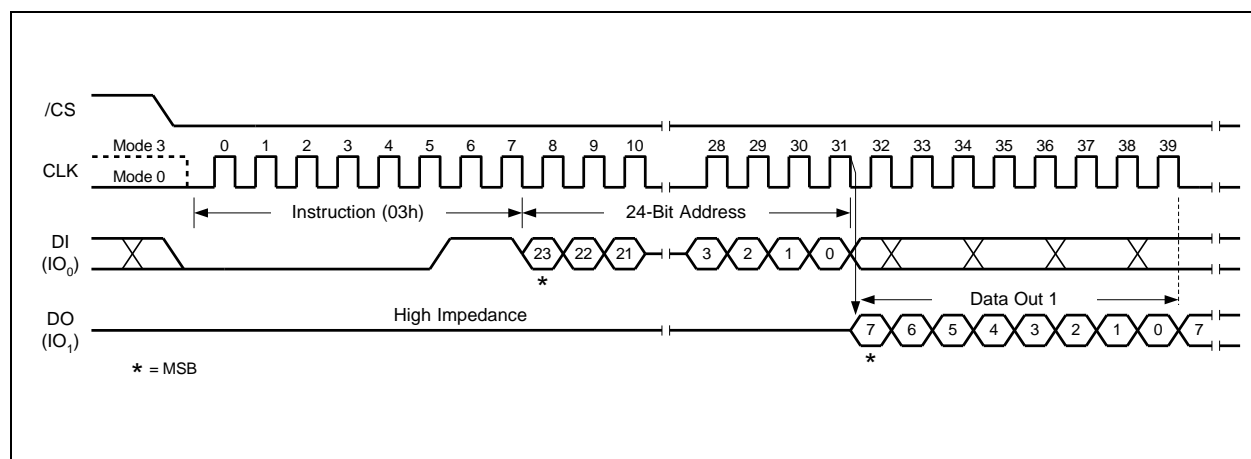 /CS
Mode 3 0 1 2 3 4 5 6 7 8 9 10 28 29 30 31 32 33 34 35 36 37 38 39
CLK Mode 0
Instruction (03h) 24-Bit Address
DI
(IO0) 23 22 21 3 2 1 0
*
Data Out 1
High Impedance
DO
(IO1) 7 6 5 4 3 2 1 0 7
*
* = MSB